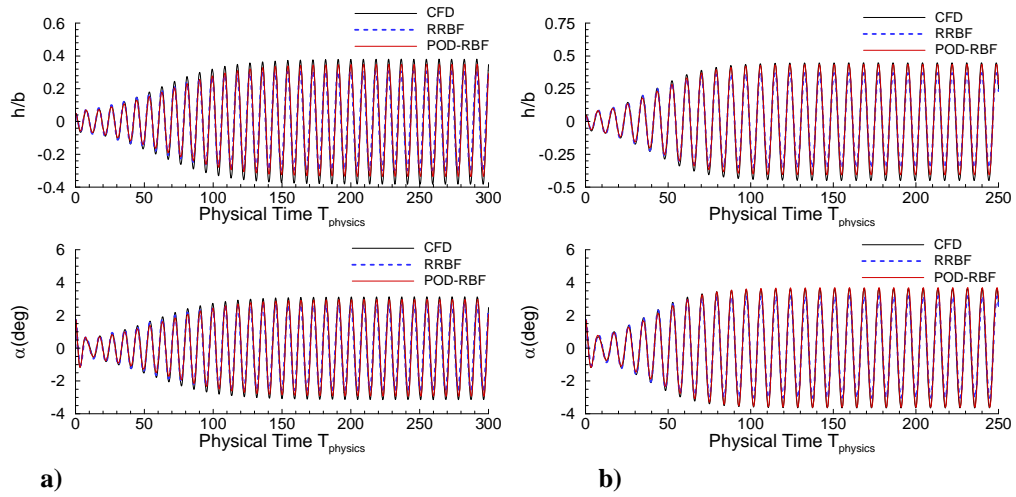 0.6
0.4
0.2
0
-0.2
-0.4
h/b
CFD
RRBF
POD-RBF
0 50 100 150 200 250 300
Physical Time Tphysics
0.75
0.5
0.25
0
-0.25
-0.5
h/b
CFD
RRBF
POD-RBF
0 50 100 150 200 250
Physical Time Tphysics
6
4
2
0
-2
-4
α(deg)
CFD
RRBF
POD-RBF
0 50 100 150 200 250 300
Physical Time Tphysics
6
4
2
0
-2
-4
α(deg)
CFD
RRBF
POD-RBF
0 50 100 150 200 250
Physical Time Tphysics
a)
b)